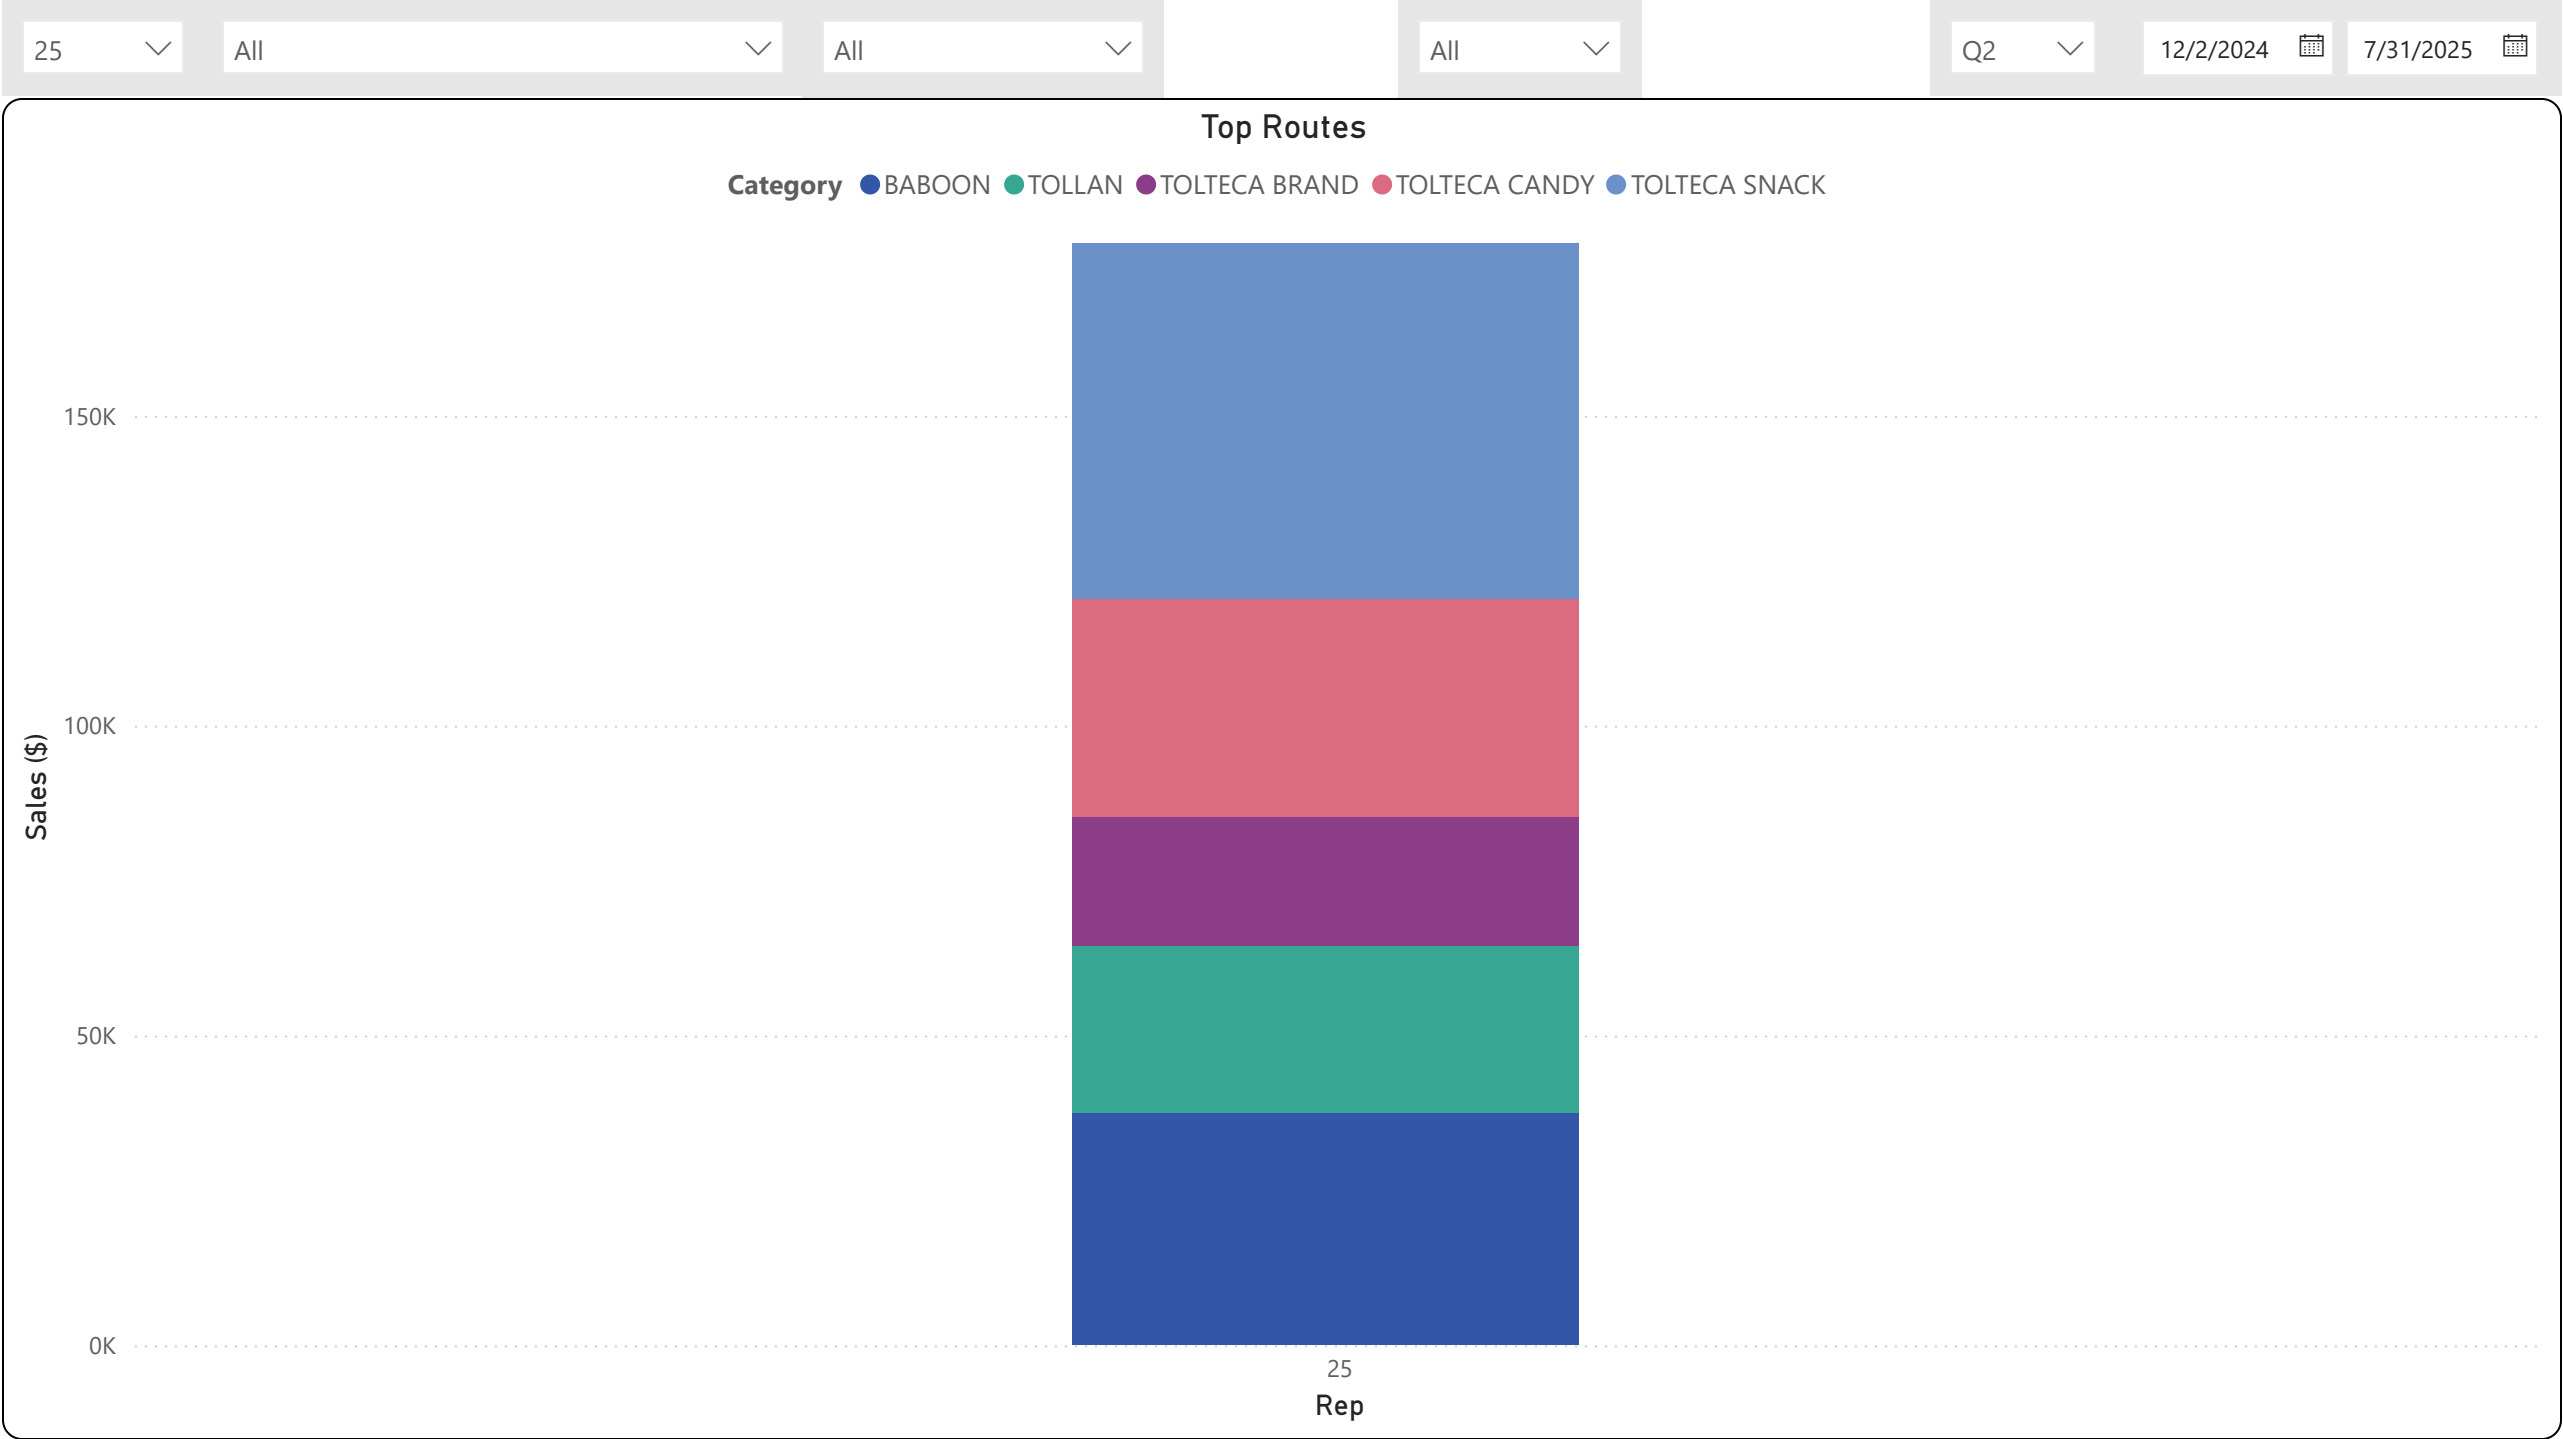 25 All All All Q2 12/2/2024 7/31/2025
Top Routes
Category BABOON TOLLAN TOLTECA BRAND TOLTECA CANDY TOLTECA SNACK
150K
100K
50K
0K
Sales ($)
25
Rep